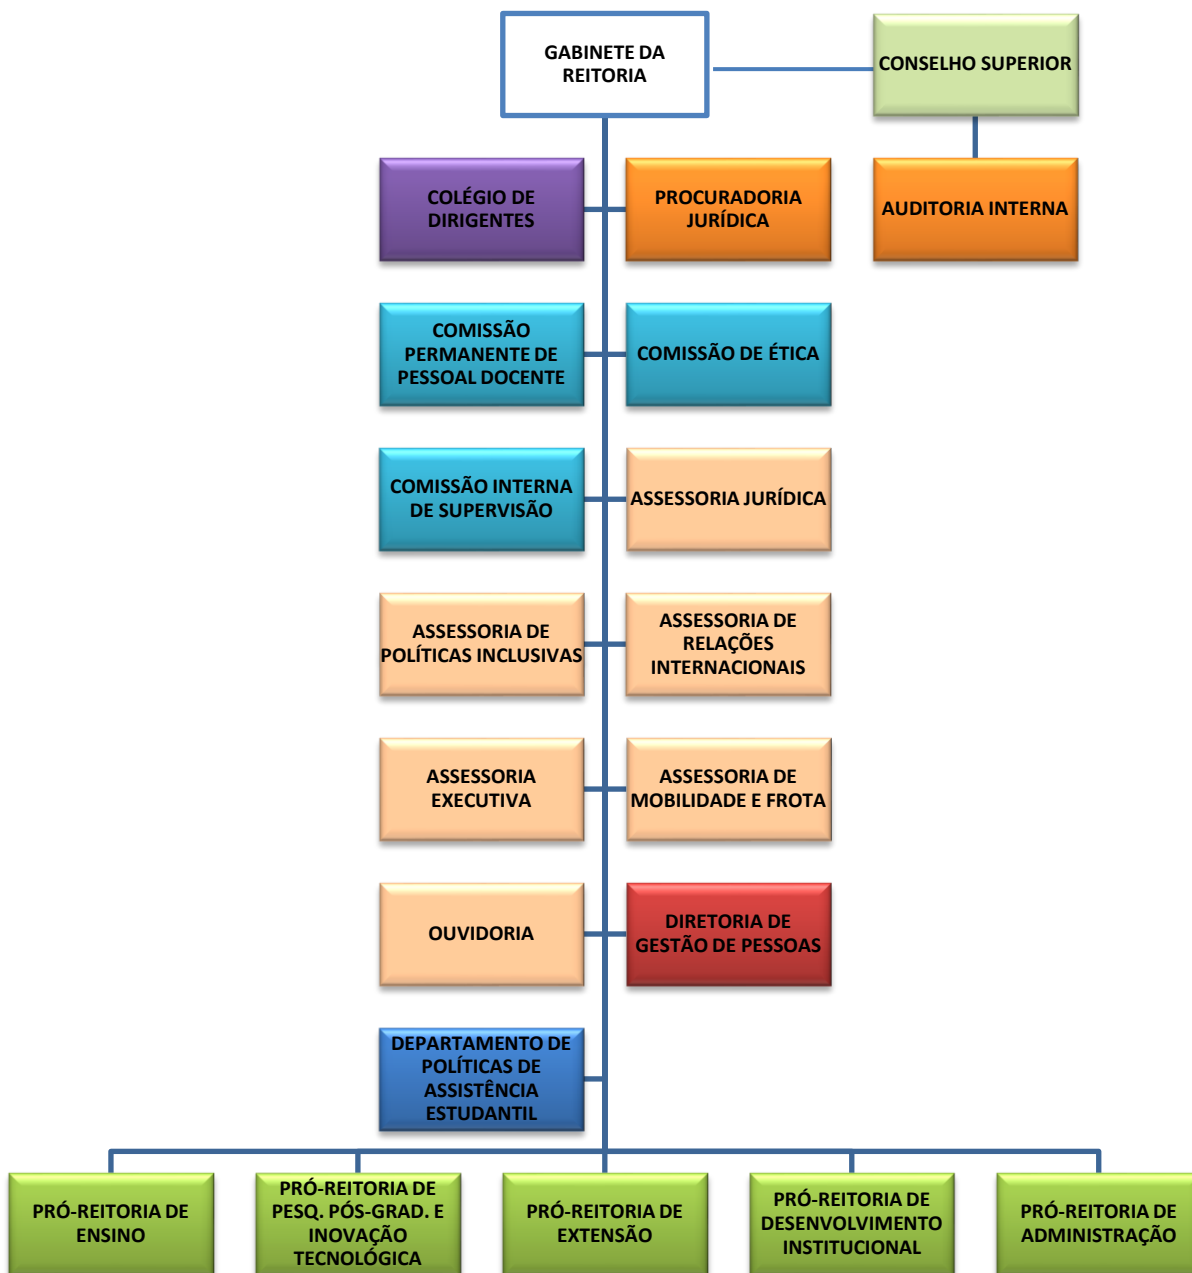 GABINETE DA
REITORIA
CONSELHO SUPERIOR
COLÉGIO DE
DIRIGENTES
PROCURADORIA
JURÍDICA
AUDITORIA INTERNA
COMISSÃO
PERMANENTE DE
PESSOAL DOCENTE
COMISSÃO DE ÉTICA
COMISSÃO INTERNA
DE SUPERVISÃO
ASSESSORIA JURÍDICA
ASSESSORIA DE
POLÍTICAS INCLUSIVAS
ASSESSORIA DE
RELAÇÕES
INTERNACIONAIS
ASSESSORIA
EXECUTIVA
ASSESSORIA DE
MOBILIDADE E FROTA
OUVIDORIA
DIRETORIA DE
GESTÃO DE PESSOAS
DEPARTAMENTO DE
POLÍTICAS DE
ASSISTÊNCIA
ESTUDANTIL
PRÓ-REITORIA DE
ENSINO
PRÓ-REITORIA DE
PESQ. PÓS-GRAD. E
INOVAÇÃO
TECNOLÓGICA
PRÓ-REITORIA DE
EXTENSÃO
PRÓ-REITORIA DE
DESENVOLVIMENTO
INSTITUCIONAL
PRÓ-REITORIA DE
ADMINISTRAÇÃO